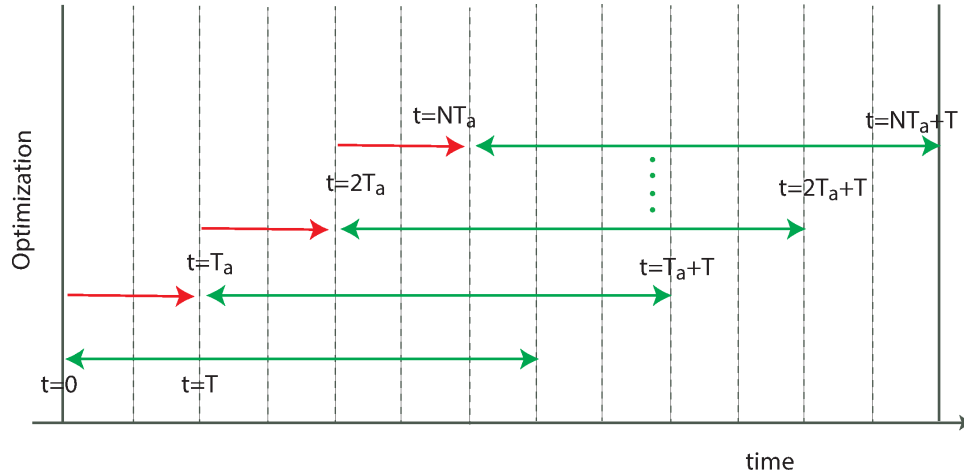 t=NTₐ
t=NTₐ+T
Optimization
t=2Tₐ
t=2Tₐ+T
t=Tₐ
t=Tₐ+T
t=0
t=T
time